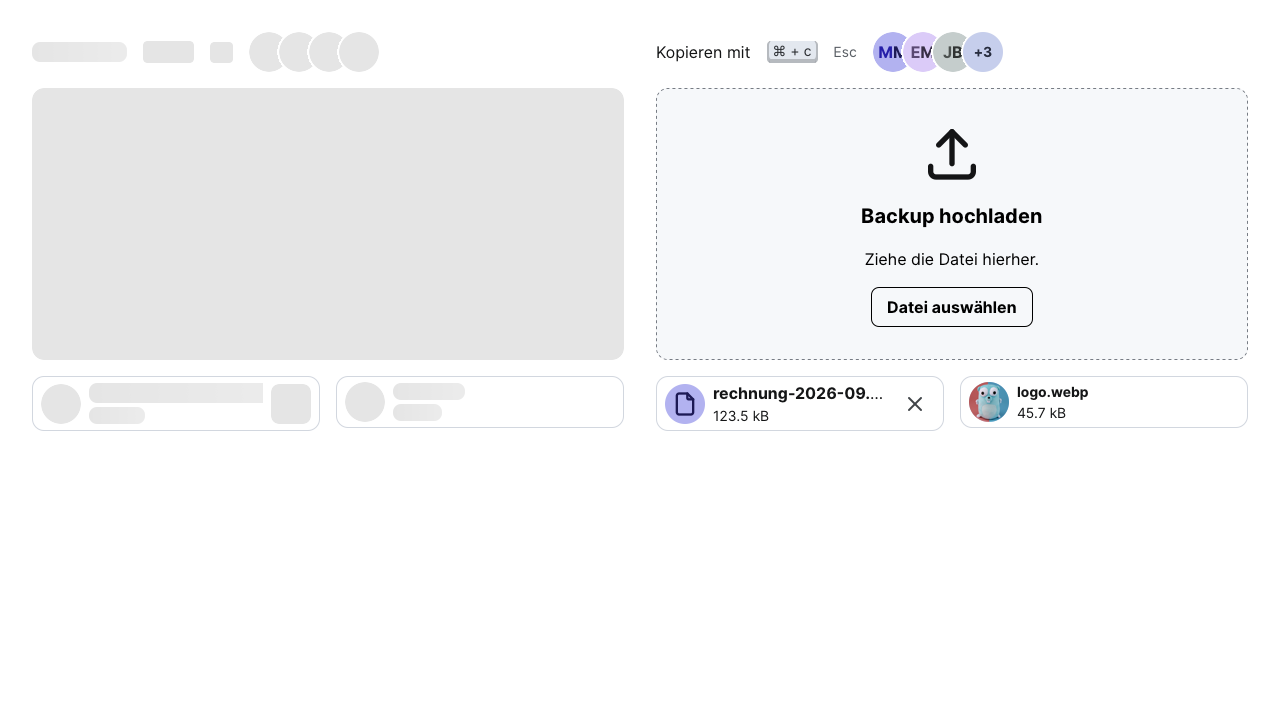 Kopieren mit ⌘ + c Esc MM EM JB +3
Backup hochladen
Ziehe die Datei hierher.
Datei auswählen
rechnung-2026-09.…
123.5 kB
logo.webp
45.7 kB